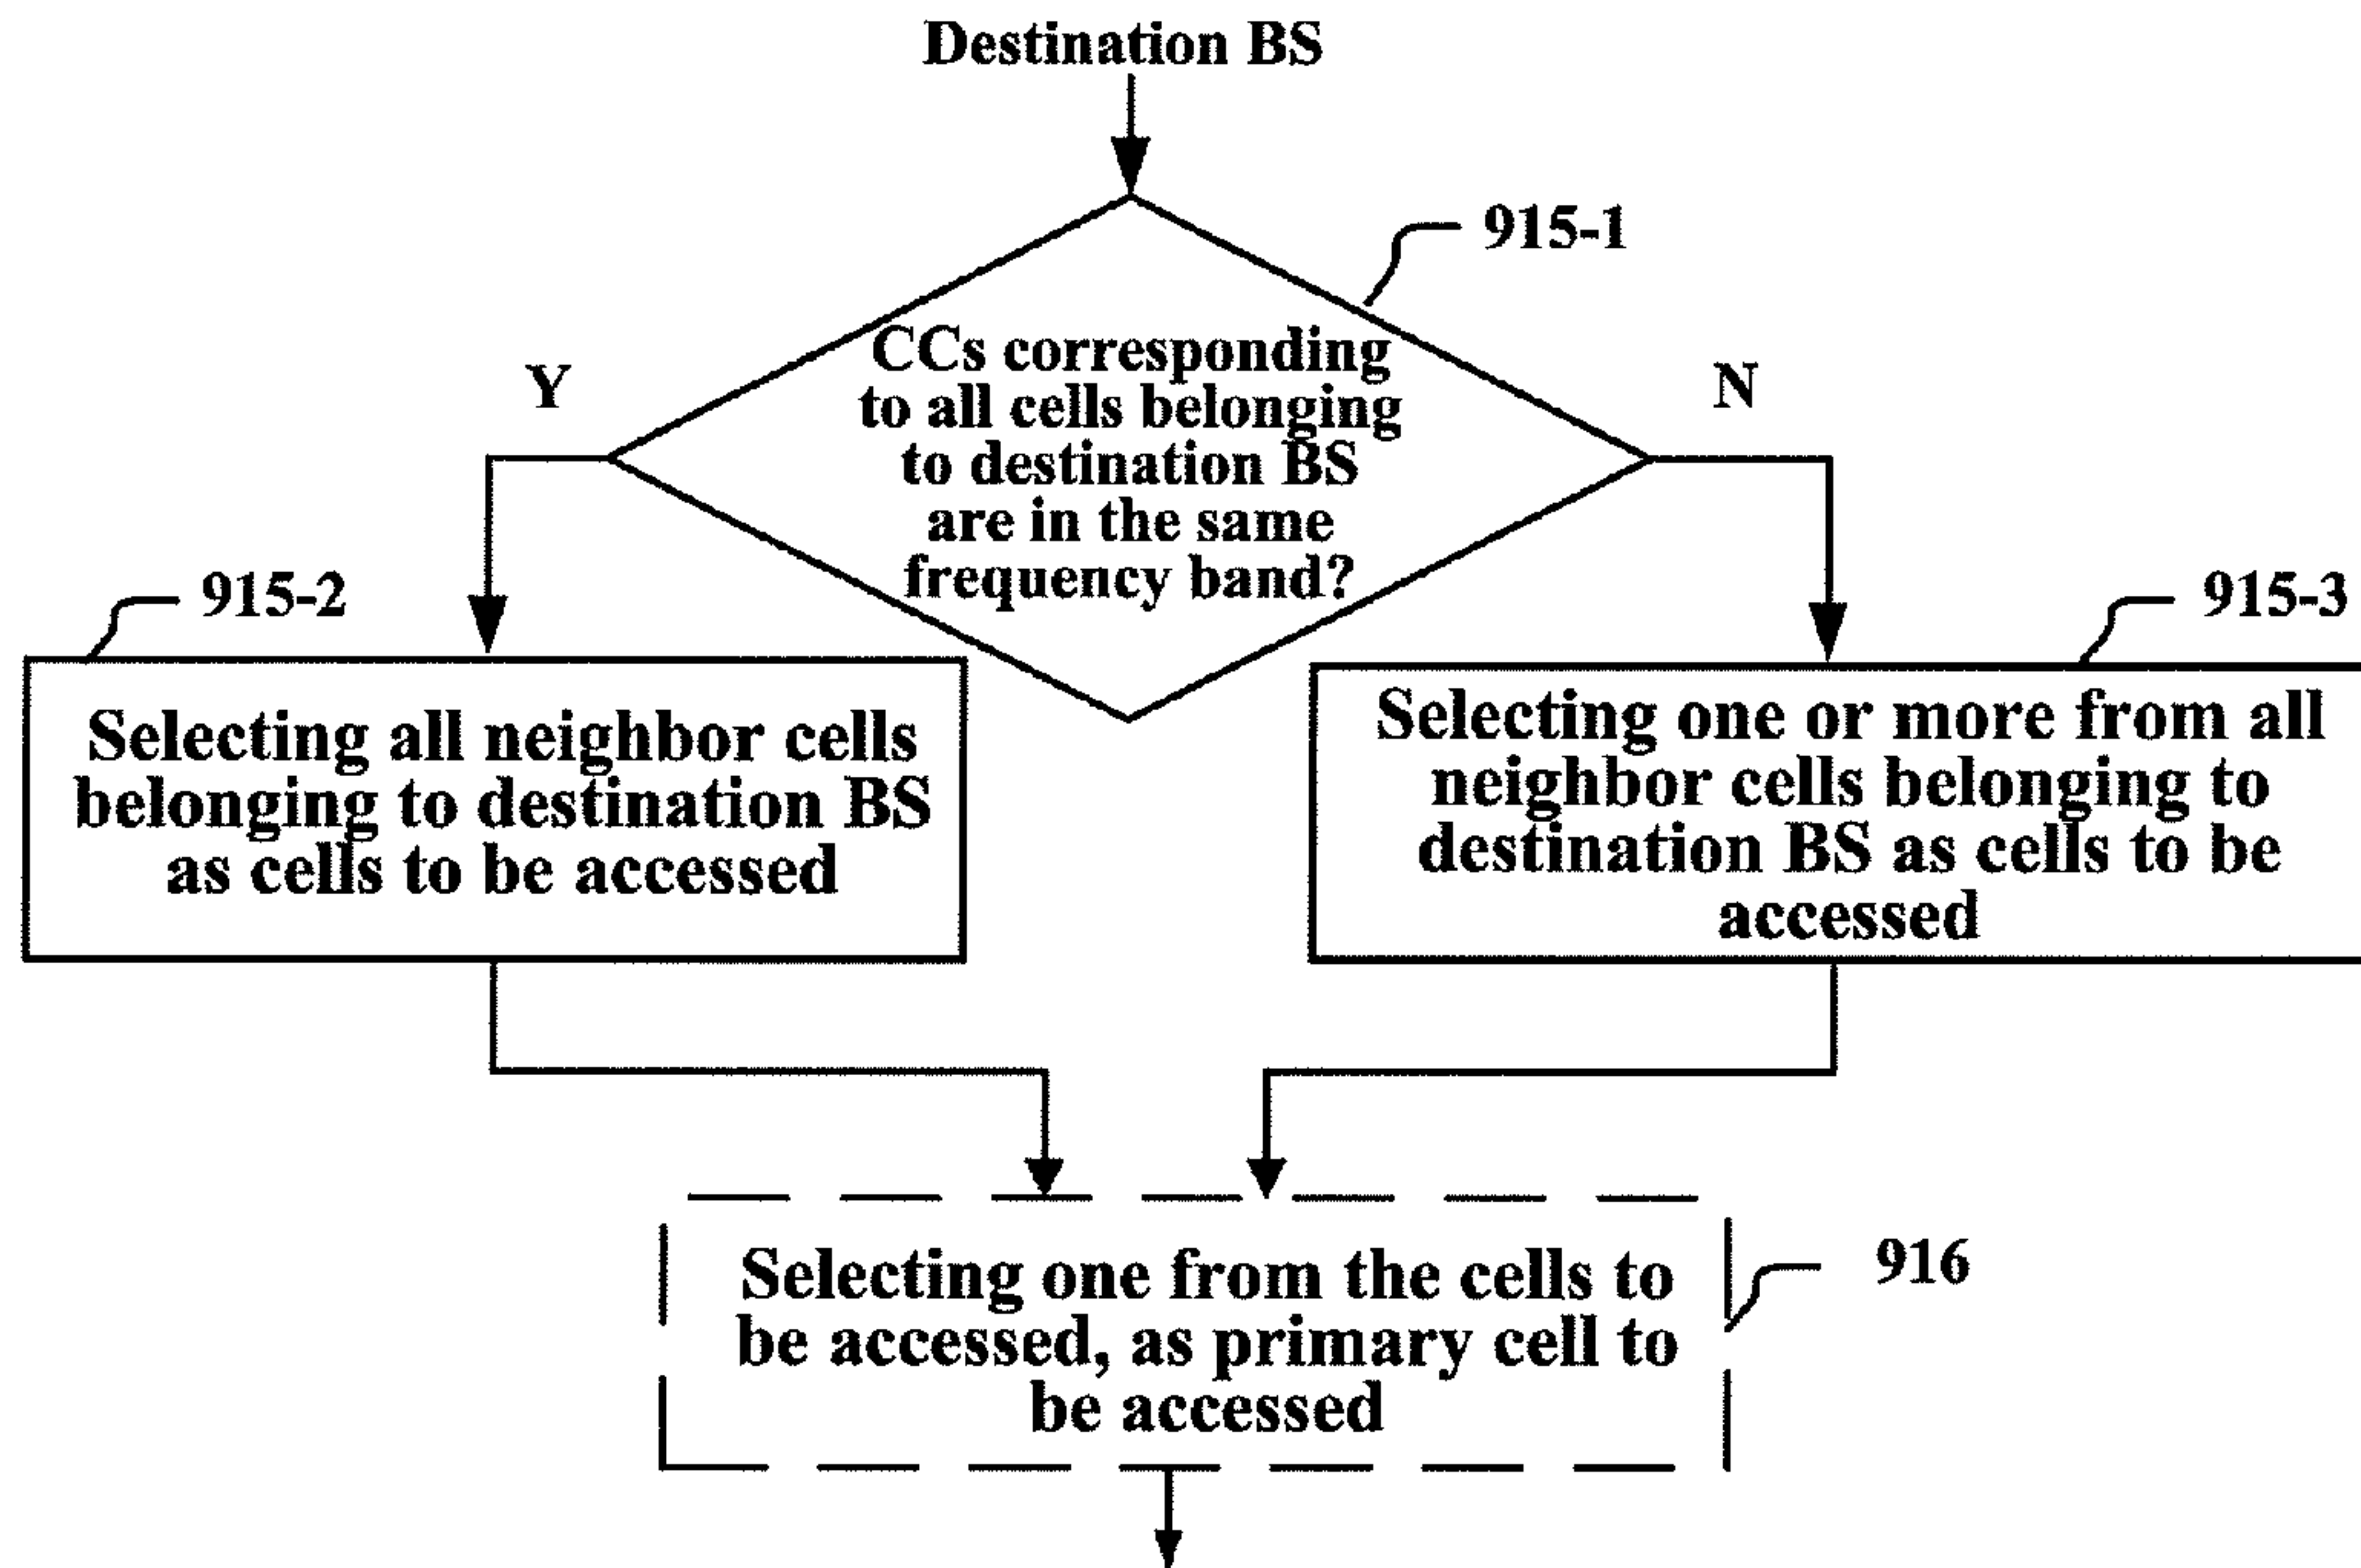 Destination BS
915-1
CCs corresponding
to all cells belonging
to destination BS
are in the same
frequency band?
Y
N
915-2
915-3
Selecting all neighbor cells
belonging to destination BS
as cells to be accessed
Selecting one or more from all
neighbor cells belonging to
destination BS as cells to be
accessed
Selecting one from the cells to
be accessed, as primary cell to
be accessed
916